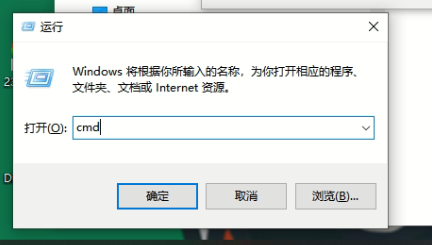 桌面
运行
Windows 将根据你所输入的名称，为你打开相应的程序、
文件夹、文档或 Internet 资源。
打开(O): cmd
确定 取消 浏览(B)...